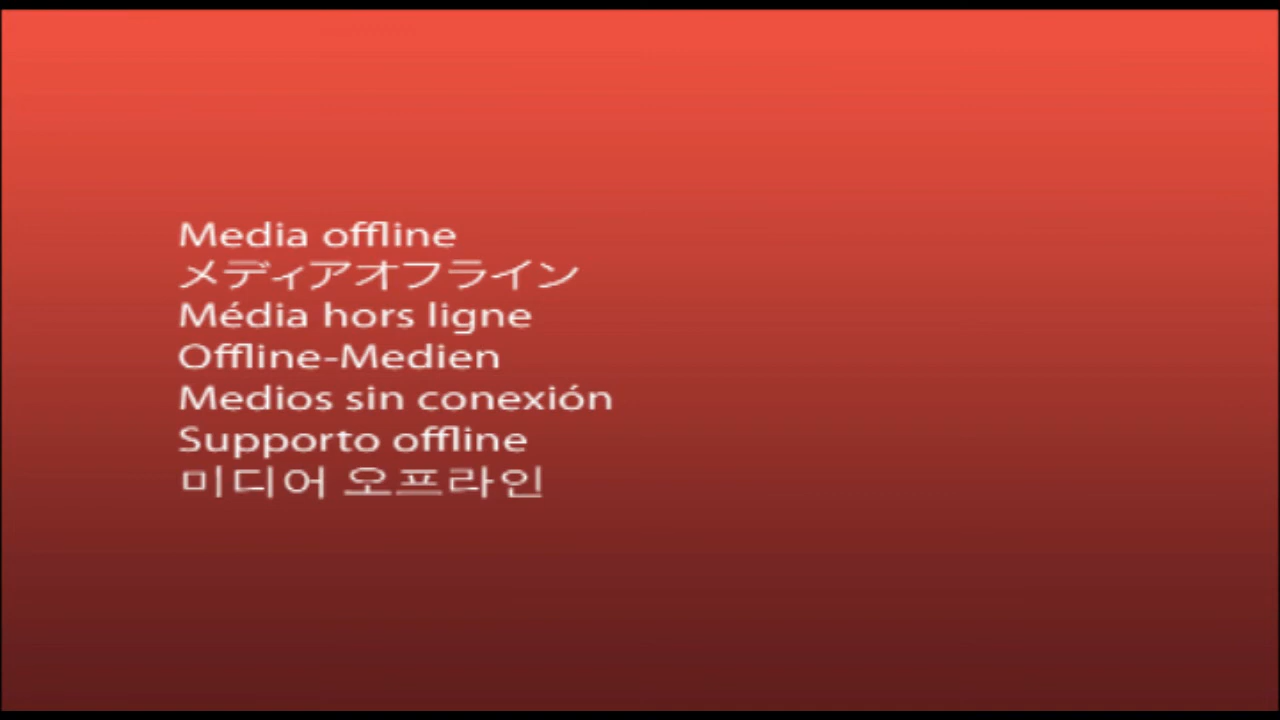 Media offline
メディアオフライン
Média hors ligne
Offline-Medien
Medios sin conexión
Supporto offline
미디어 오프라인